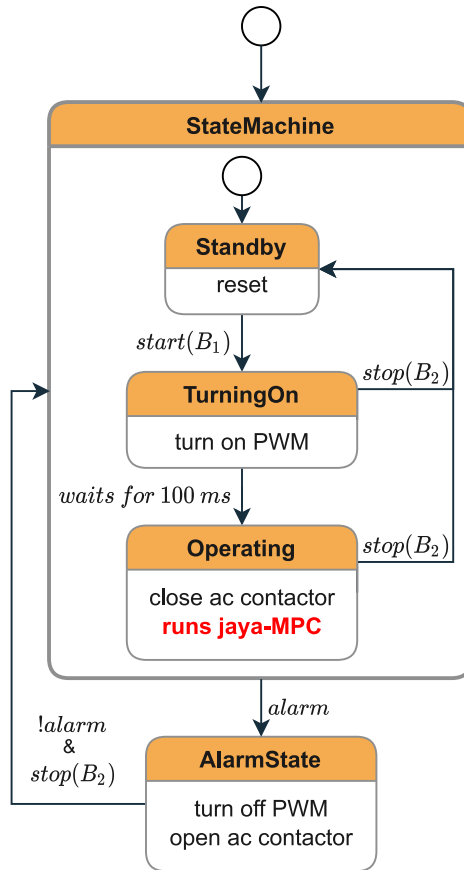 StateMachine
Standby
reset
start(B₁)
stop(B₂)
TurningOn
turn on PWM
waits for 100 ms
Operating
stop(B₂)
close ac contactor
runs jaya-MPC
alarm
!alarm
&
stop(B₂)
AlarmState
turn off PWM
open ac contactor